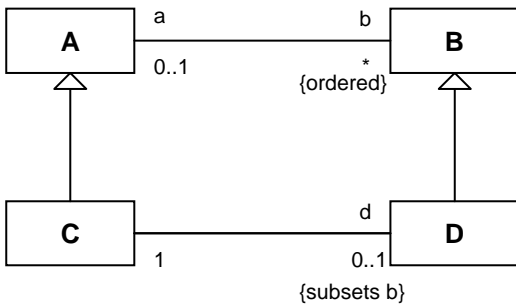 a b
A B
0..1 *
{ordered}
d
C D
1 0..1
{subsets b}